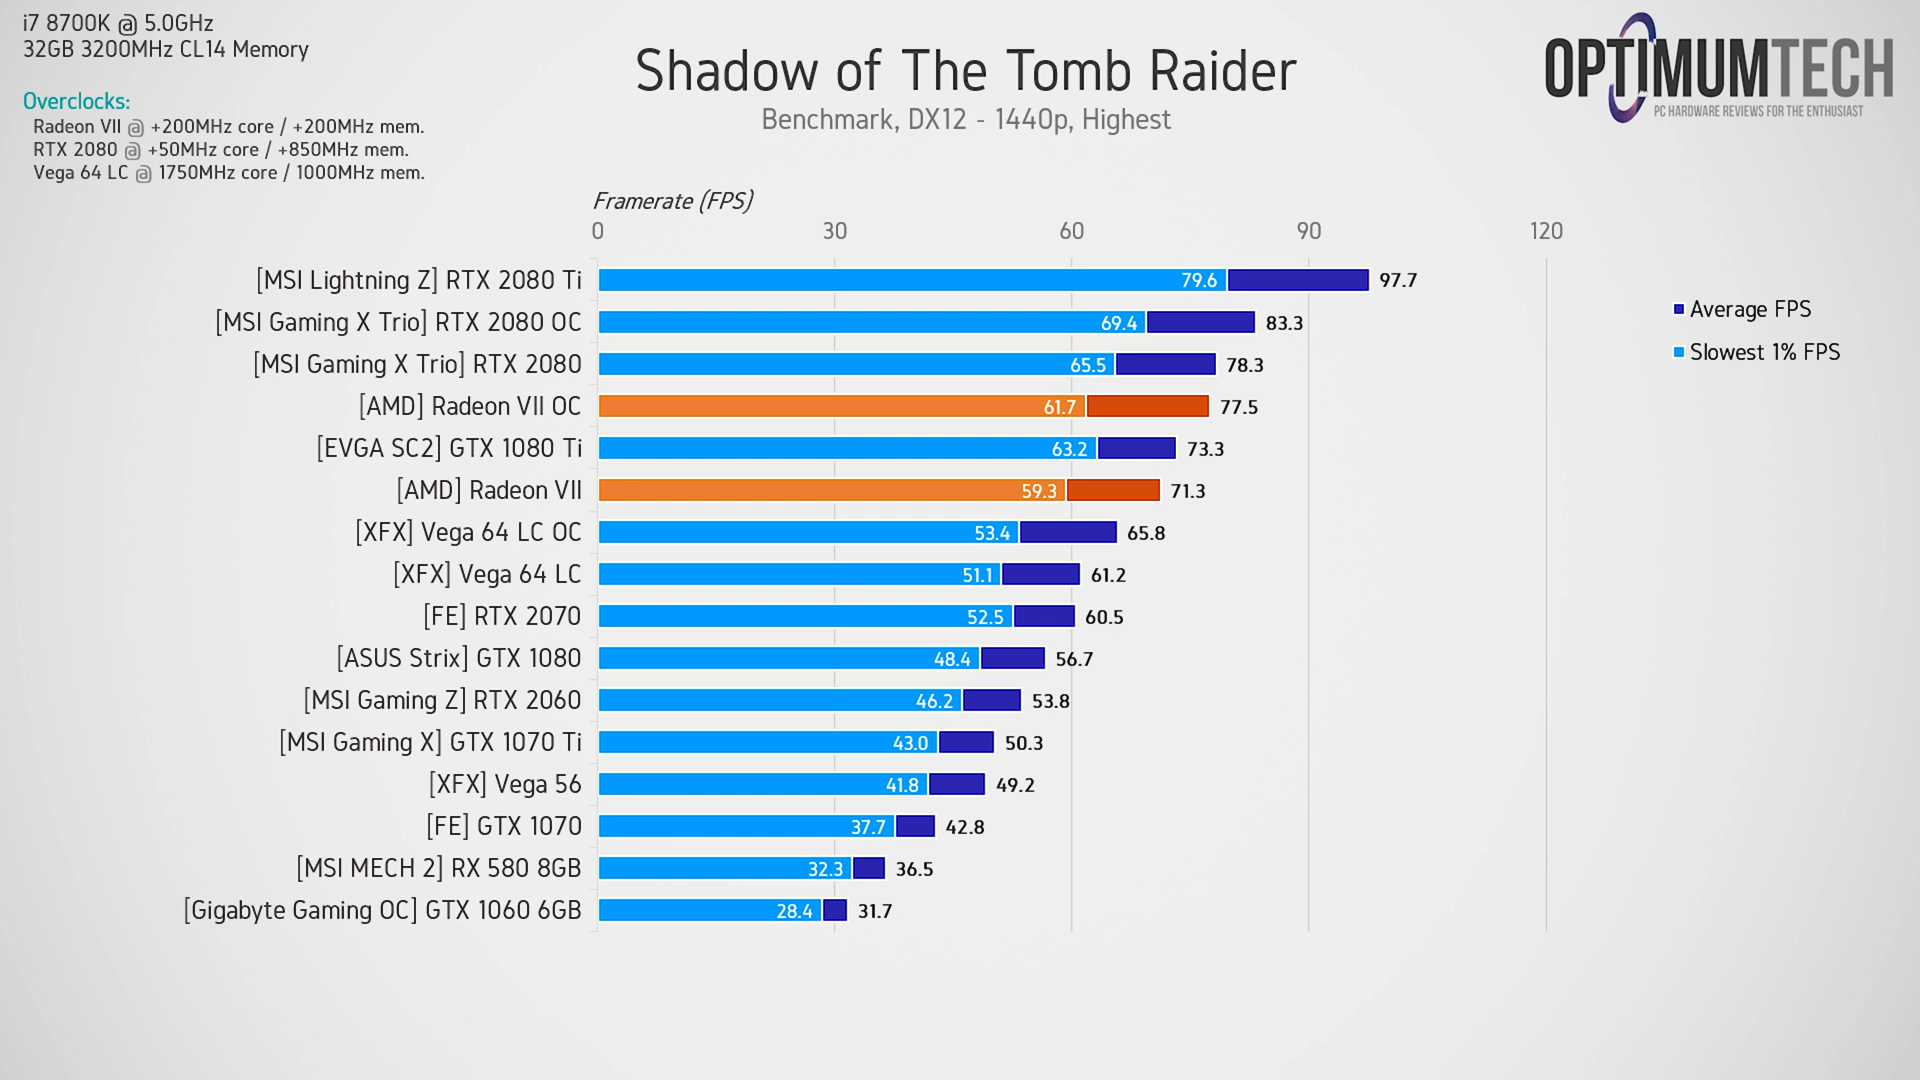 i7 8700K @ 5.0GHz
32GB 3200MHz CL14 Memory
Overclocks:
Radeon VII @ +200MHz core / +200MHz mem.
RTX 2080 @ +50MHz core / +850MHz mem.
Vega 64 LC @ 1750MHz core / 1000MHz mem.
Shadow of The Tomb Raider
Benchmark, DX12 - 1440p, Highest
OPTIMUMTECH
PC HARDWARE REVIEWS FOR THE ENTHUSIAST
Framerate (FPS)
0 30 60 90 120
[MSI Lightning Z] RTX 2080 Ti 79.6 97.7
[MSI Gaming X Trio] RTX 2080 OC 69.4 83.3
[MSI Gaming X Trio] RTX 2080 65.5 78.3
[AMD] Radeon VII OC 61.7 77.5
[EVGA SC2] GTX 1080 Ti 63.2 73.3
[AMD] Radeon VII 59.3 71.3
[XFX] Vega 64 LC OC 53.4 65.8
[XFX] Vega 64 LC 51.1 61.2
[FE] RTX 2070 52.5 60.5
[ASUS Strix] GTX 1080 48.4 56.7
[MSI Gaming Z] RTX 2060 46.2 53.8
[MSI Gaming X] GTX 1070 Ti 43.0 50.3
[XFX] Vega 56 41.8 49.2
[FE] GTX 1070 37.7 42.8
[MSI MECH 2] RX 580 8GB 32.3 36.5
[Gigabyte Gaming OC] GTX 1060 6GB 28.4 31.7
Average FPS
Slowest 1% FPS